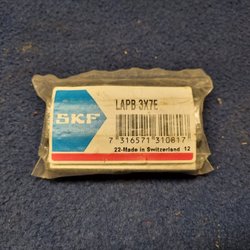 SKF
LAPB 3X7E
7 316571 310817
22-Made in Switzerland 12